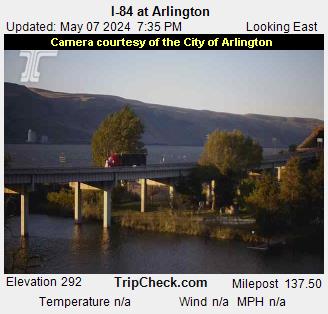 I-84 at Arlington
Updated: May 07 2024 7:35 PM Looking East
Camera courtesy of the City of Arlington
Elevation 292 TripCheck.com Milepost 137.50
Temperature n/a Wind n/a MPH n/a